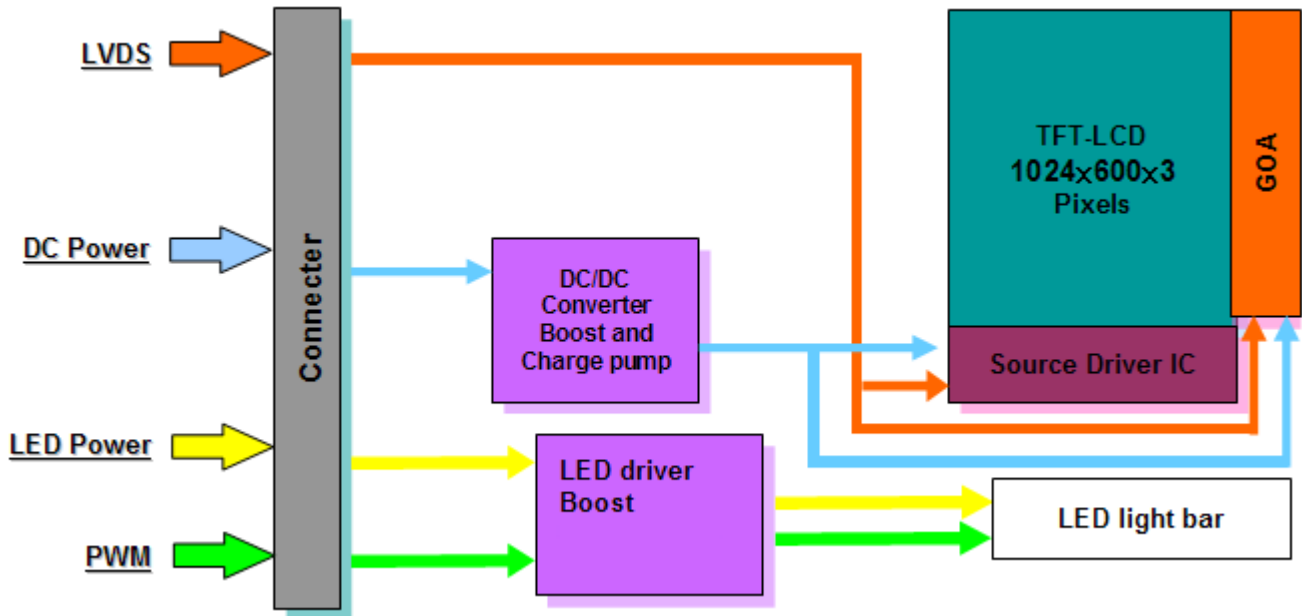 LVDS
DC Power
LED Power
PWM
Connecter
DC/DC
Converter
Boost and
Charge pump
LED driver
Boost
TFT-LCD
1024x600x3
Pixels
GOA
Source Driver IC
LED light bar